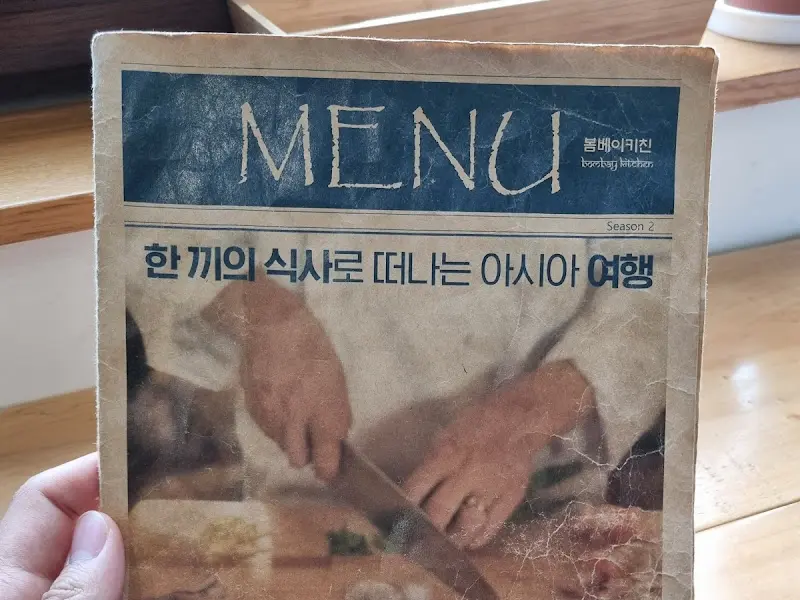 MENU
봄베이키친
bombay kitchen
Season 2
한 끼의 식사로 떠나는 아시아 여행